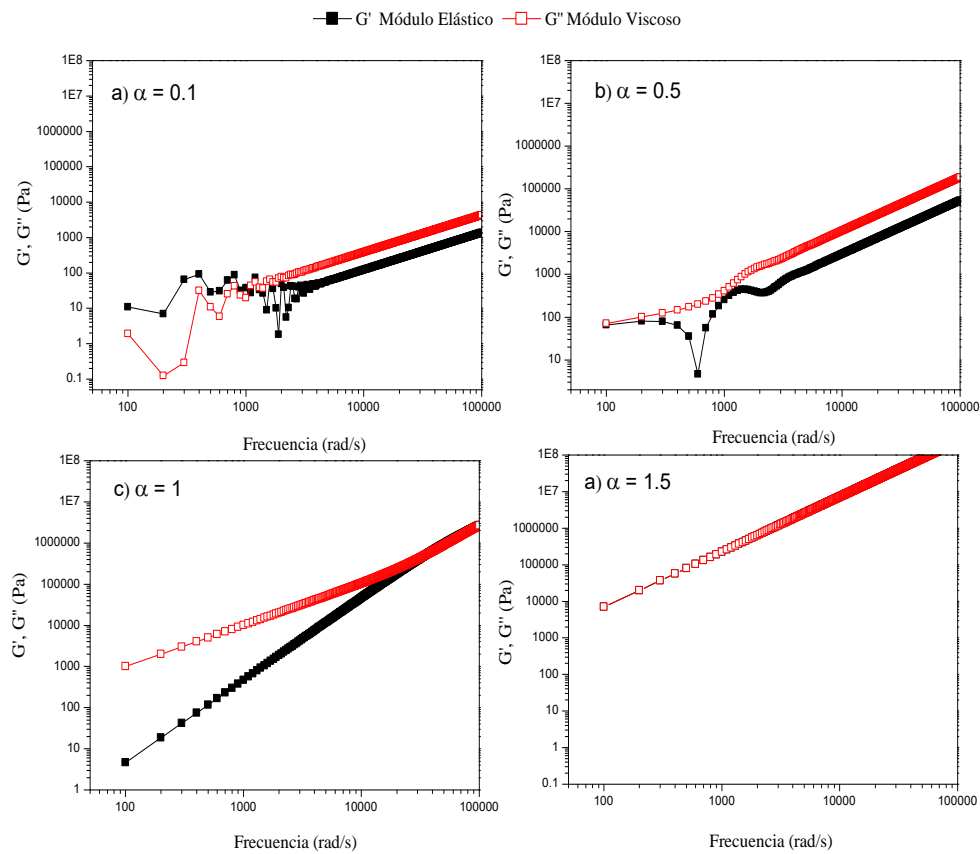 G' Módulo Elástico G'' Módulo Viscoso
a) α = 0.1
1E8
1E7
1000000
100000
10000
1000
100
10
1
0.1
G', G'' (Pa)
100 1000 10000 100000
Frecuencia (rad/s)
b) α = 0.5
1E8
1E7
1000000
100000
10000
1000
100
10
G', G'' (Pa)
100 1000 10000 100000
Frecuencia (rad/s)
c) α = 1
1E8
1E7
1000000
100000
10000
1000
100
10
1
G', G'' (Pa)
100 1000 10000 100000
Frecuencia (rad/s)
a) α = 1.5
1E8
1E7
1000000
100000
10000
1000
100
10
1
0.1
G', G'' (Pa)
100 1000 10000 100000
Frecuencia (rad/s)